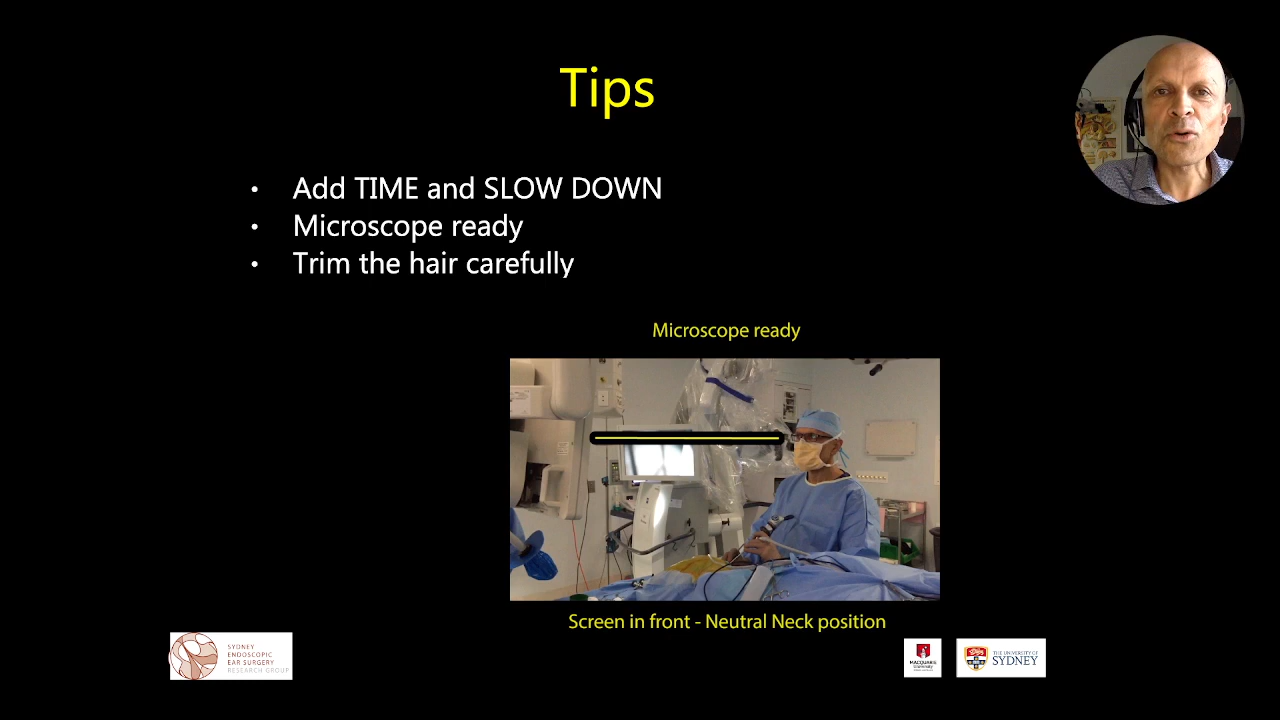 Tips
• Add TIME and SLOW DOWN
• Microscope ready
• Trim the hair carefully
Microscope ready
Screen in front - Neutral Neck position
SYDNEY
ENDOSCOPIC
EAR SURGERY
RESEARCH GROUP
MACQUARIE
University
THE UNIVERSITY OF
SYDNEY